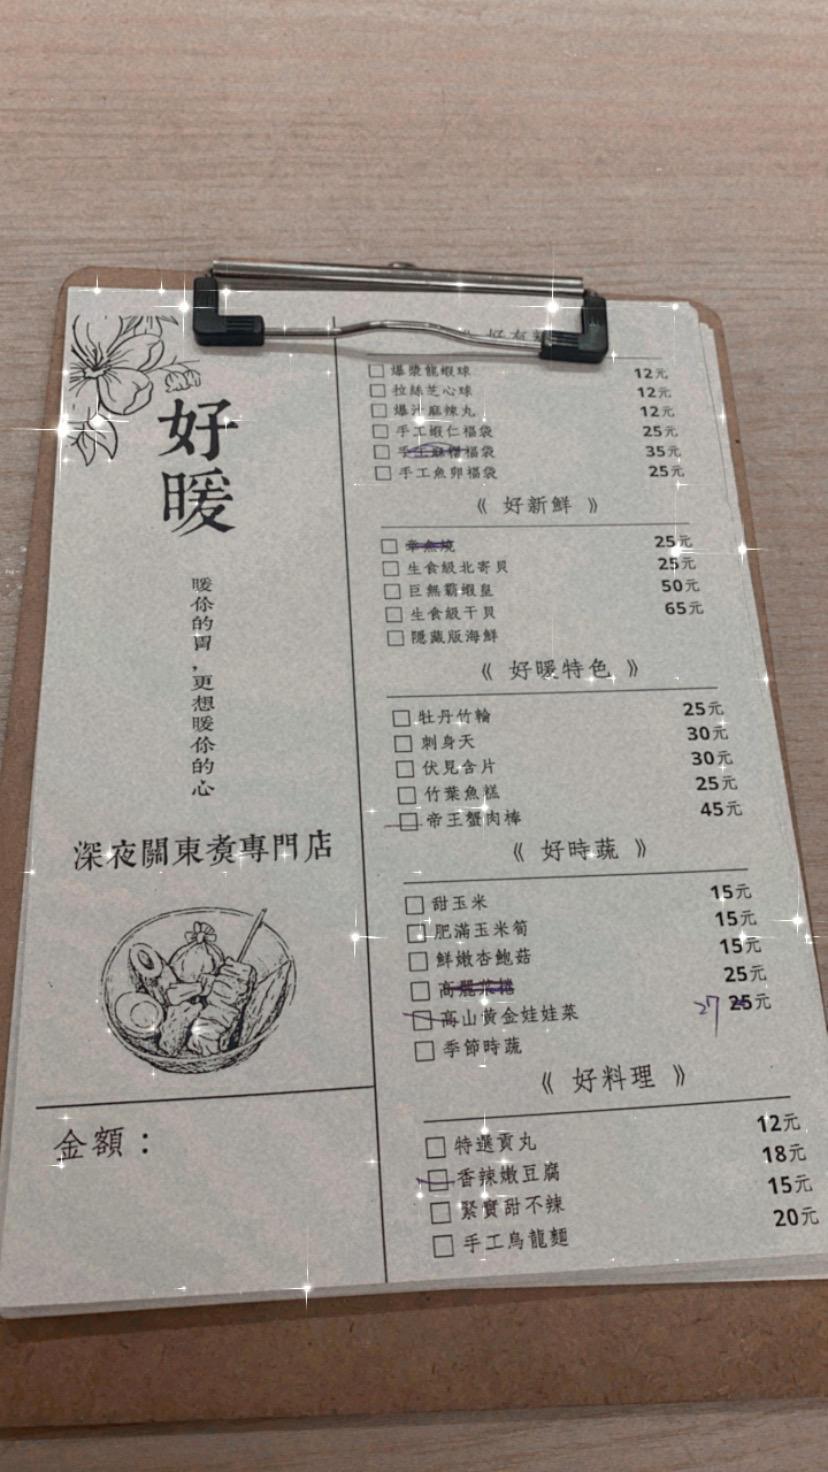 好暖
暖你的胃，更想暖你的心
深夜關東煮專門店
金額：
爆漿龍蝦球 12元
拉絲芝心球 12元
爆汁麻辣丸 12元
手工蝦仁福袋 25元
福袋 35元
手工魚卵福袋 25元
《 好新鮮 》
章魚燒 25元
生食級北寄貝 25元
巨無霸蝦皇 50元
生食級干貝 65元
隱藏版海鮮
《 好暖特色 》
牡丹竹輪 25元
刺身天 30元
伏見含片 30元
竹葉魚糕 25元
帝王蟹肉棒 45元
《 好時蔬 》
甜玉米 15元
肥滿玉米筍 15元
鮮嫩杏鮑菇 15元
高麗菜捲 25元
高山黃金娃娃菜 27 25元
季節時蔬
《 好料理 》
特選貢丸 12元
香辣嫩豆腐 18元
緊實甜不辣 15元
手工烏龍麵 20元